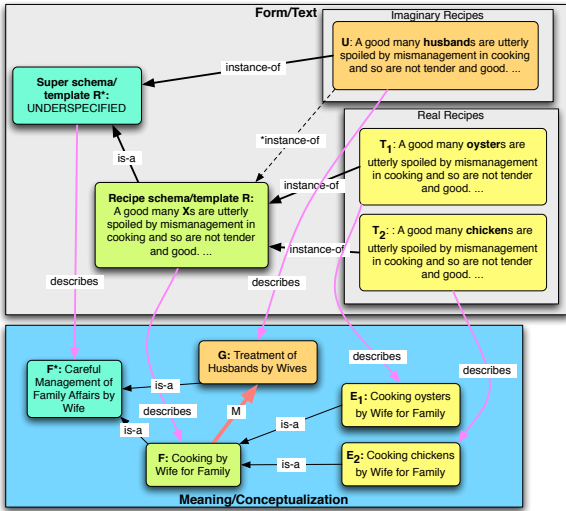 Form/Text
Imaginary Recipes
U: A good many husbands are utterly
spoiled by mismanagement in cooking
and so are not tender and good. ...
instance-of
Super schema/
template R*:
UNDERSPECIFIED
*instance-of
Real Recipes
T1: A good many oysters are
utterly spoiled by mismanagement
in cooking and so are not tender
and good. ...
is-a
instance-of
Recipe schema/template R:
A good many Xs are utterly
spoiled by mismanagement in
cooking and so are not tender
and good. ...
T2: : A good many chickens are
utterly spoiled by mismanagement
in cooking and so are not tender
and good. ...
instance-of
describes
describes
describes
describes
G: Treatment of
Husbands by Wives
F*: Careful
Management of
Family Affairs by
Wife
is-a
describes
M
E1: Cooking oysters
by Wife for Family
is-a
is-a
F: Cooking by
Wife for Family
is-a
E2: Cooking chickens
by Wife for Family
Meaning/Conceptualization